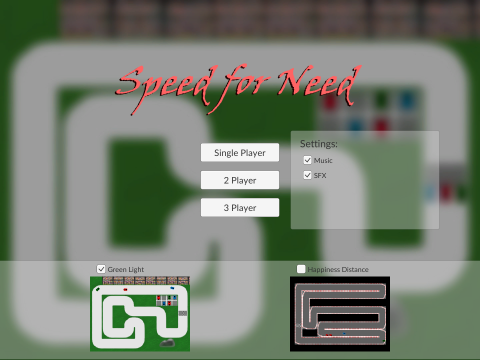 Speed for Need
Single Player
2 Player
3 Player
Settings:
Music
SFX
Green Light
Happiness Distance